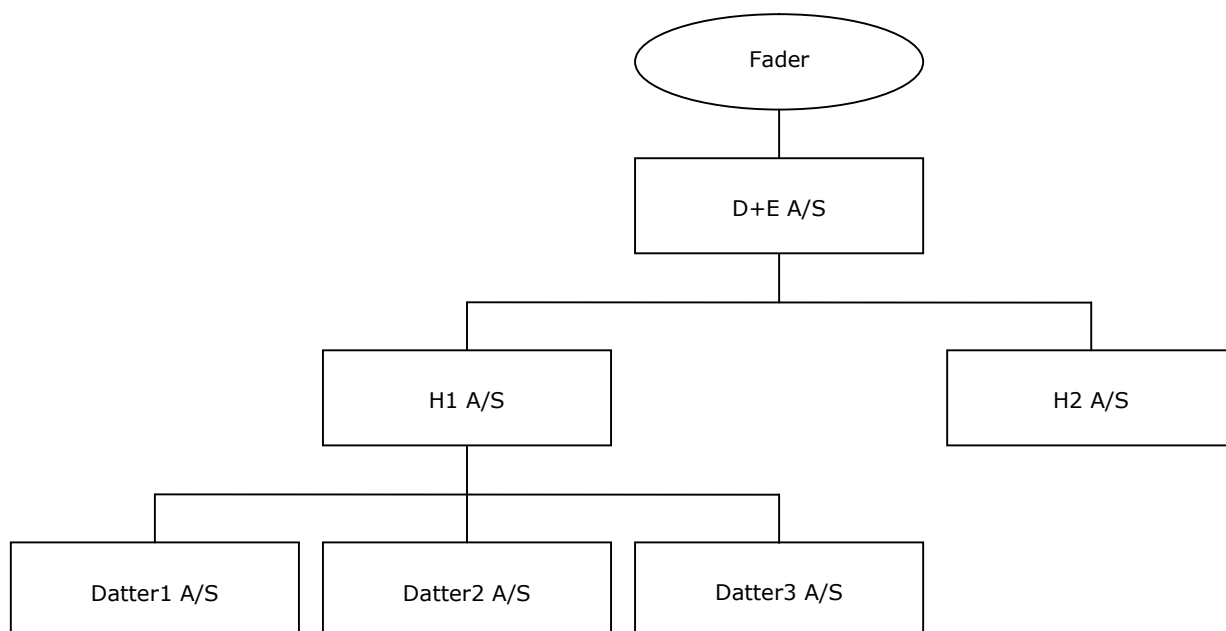 Fader
D+E A/S
H1 A/S
H2 A/S
Datter1 A/S
Datter2 A/S
Datter3 A/S